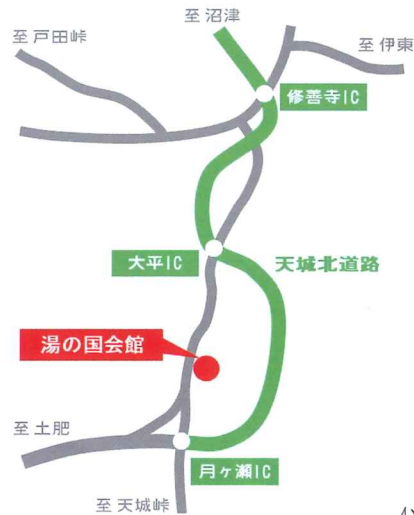 至 沼津
至 戸田峠
至 伊東
修善寺IC
大平IC
天城北道路
湯の国会館
至 土肥
月ヶ瀬IC
至 天城峠